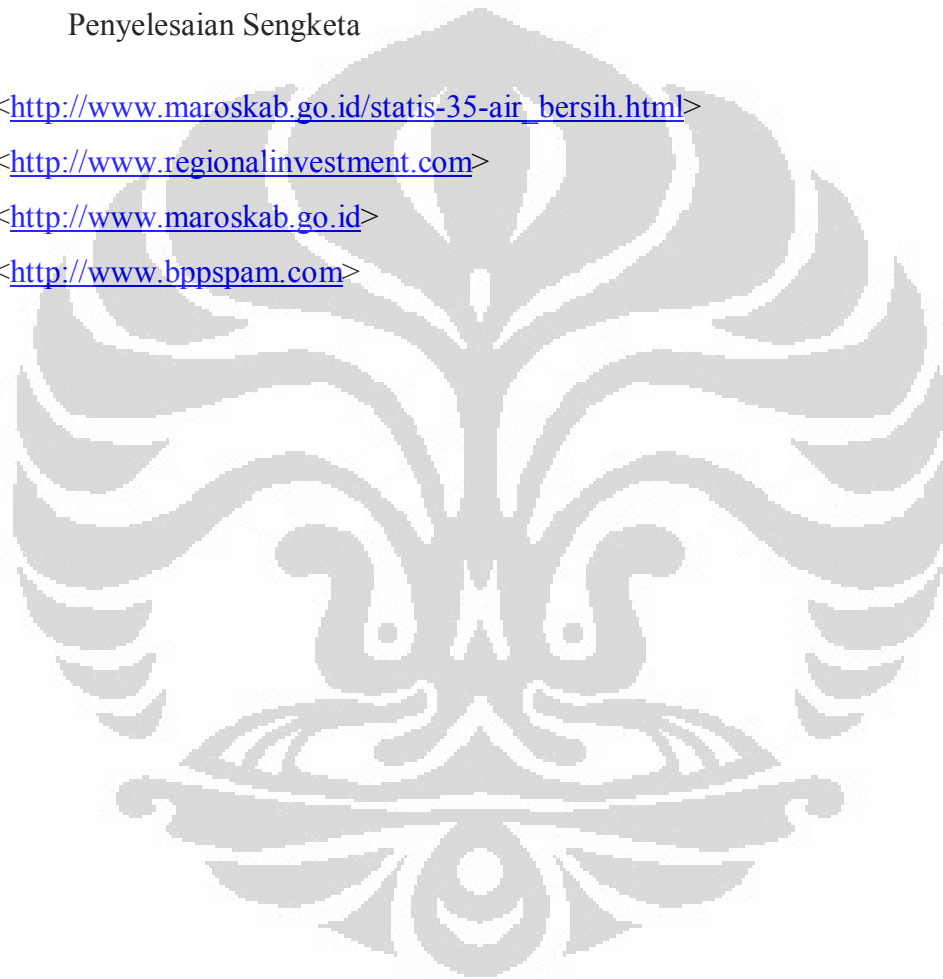 Penyelesaian Sengketa
<http://www.maroskab.go.id/statis-35-air_bersih.html>
<http://www.regionalinvestment.com>
<http://www.maroskab.go.id>
<http://www.bppspam.com>